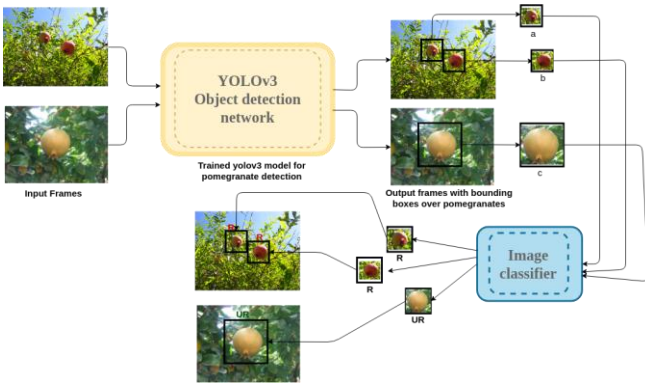 a
YOLOv3
Object detection
network
b
Trained yolov3 model for
pomegranate detection
c
Input Frames
Output frames with bounding
boxes over pomegranates
R
R
R
Image
classifier
R
UR
UR